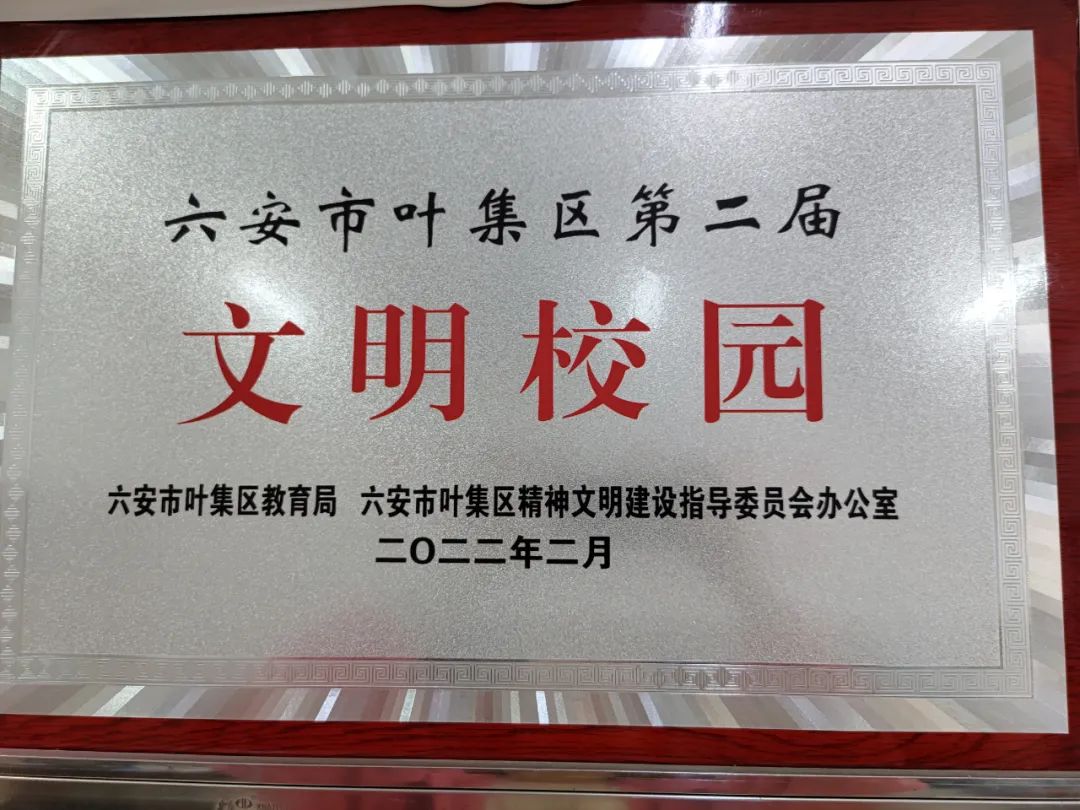 六安市叶集区第二届
文明校园
六安市叶集区教育局 六安市叶集区精神文明建设指导委员会办公室
二〇二二年二月